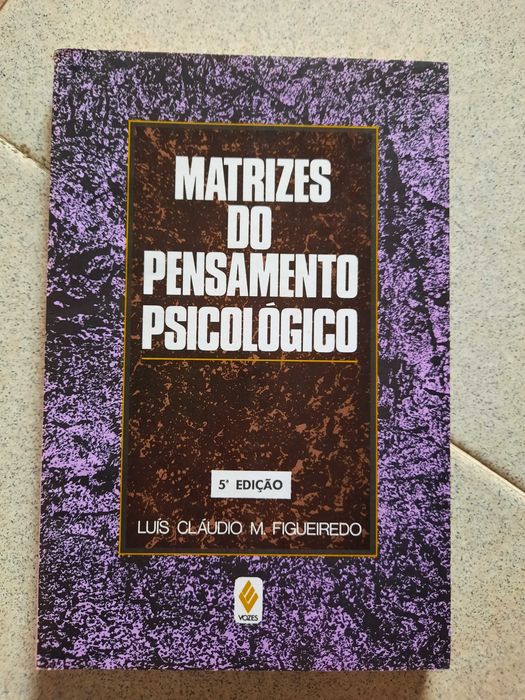 MATRIZES
DO
PENSAMENTO
PSICOLÓGICO
5ª EDIÇÃO
LUÍS CLÁUDIO M. FIGUEIREDO
VOZES